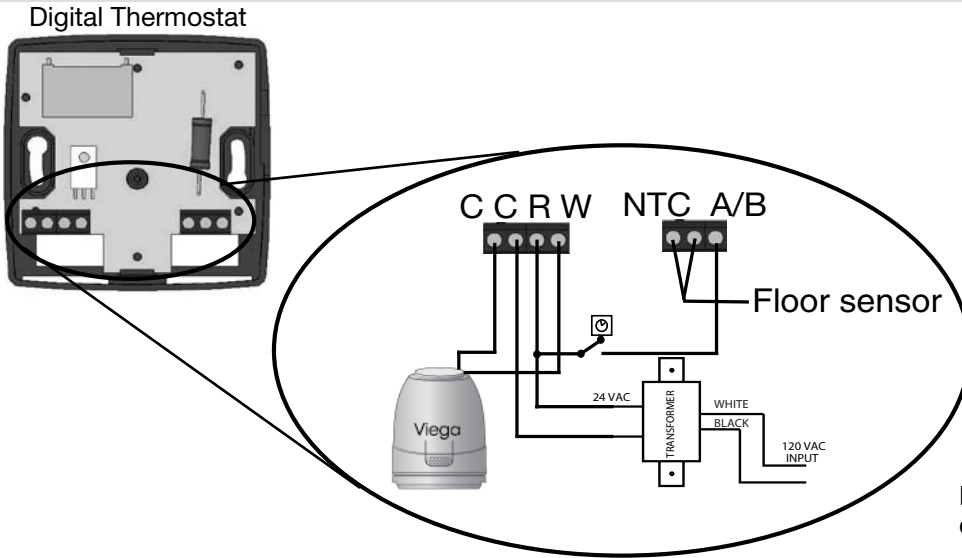 Digital Thermostat
C C R W
NTC A/B
Floor sensor
24 VAC
TRANSFORMER
WHITE
BLACK
120 VAC
INPUT
Viega